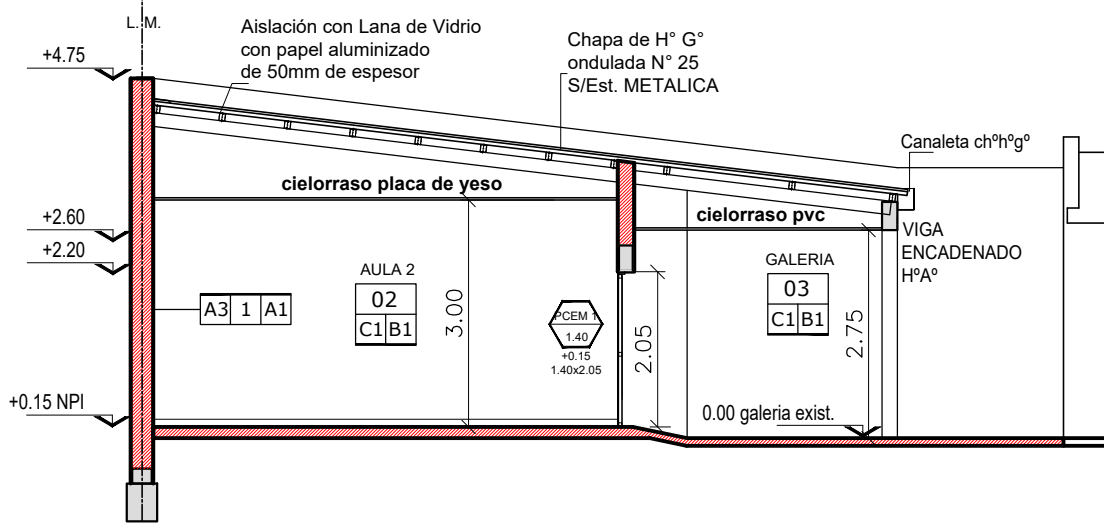 L. M.
+4.75
Aislación con Lana de Vidrio
con papel aluminizado
de 50mm de espesor
Chapa de H° G°
ondulada N° 25
S/Est. METALICA
Canaleta chºhºgº
cielorraso placa de yeso
cielorraso pvc
+2.60
+2.20
VIGA
ENCADENADO
HºAº
AULA 2
02
C1 B1
GALERIA
03
C1 B1
A3 1 A1
3.00
PCEM 1
1.40
+0.15
1.40x2.05
2.05
2.75
+0.15 NPI
0.00 galeria exist.